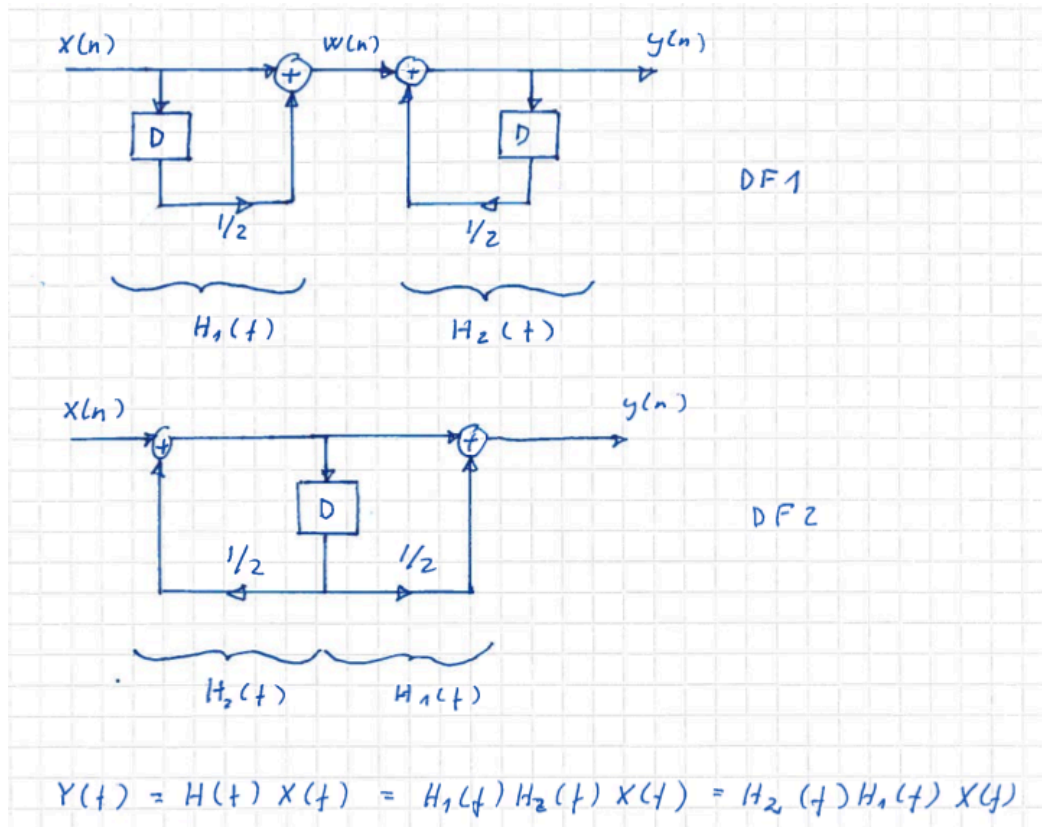 x(n) w(n) y(n)
+ +
D D
DF1
1/2 1/2
H₁(f) H₂(f)
x(n) y(n)
+ +
D
DF2
1/2 1/2
H₂(f) H₁(f)
Y(f) = H(f) X(f) = H₁(f) H₂(f) X(f) = H₂(f) H₁(f) X(f)